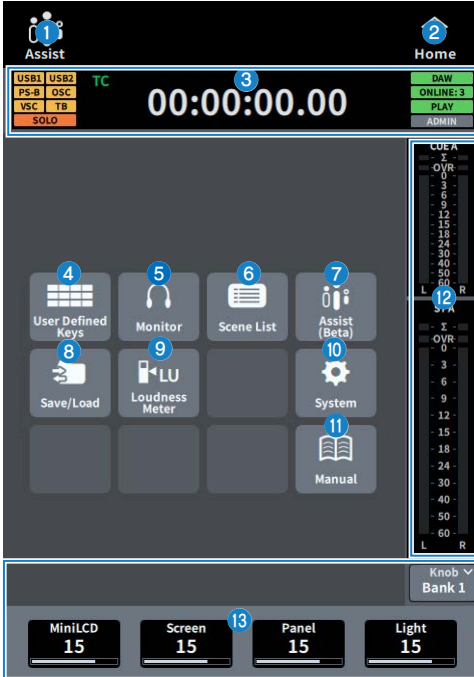 1
2
Assist
Home
USB1 USB2
PS-B OSC
VSC TB
SOLO
TC
3
00:00:00.00
DAW
ONLINE: 3
PLAY
ADMIN
CUE A
Σ
OVR
0
3
6
9
12
15
18
24
30
40
50
60
L R
12
ST A
Σ
OVR
0
3
6
9
12
15
18
24
30
40
50
60
L R
4
User Defined
Keys
5
Monitor
6
Scene List
7
Assist
(Beta)
8
Save/Load
9
LU
Loudness
Meter
10
System
11
Manual
Knob
Bank 1
13
MiniLCD
15
Screen
15
Panel
15
Light
15